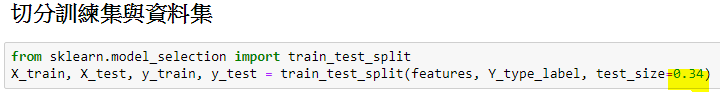 切分訓練集與資料集
from sklearn.model_selection import train_test_split
X_train, X_test, y_train, y_test = train_test_split(features, Y_type_label, test_size=0.34)